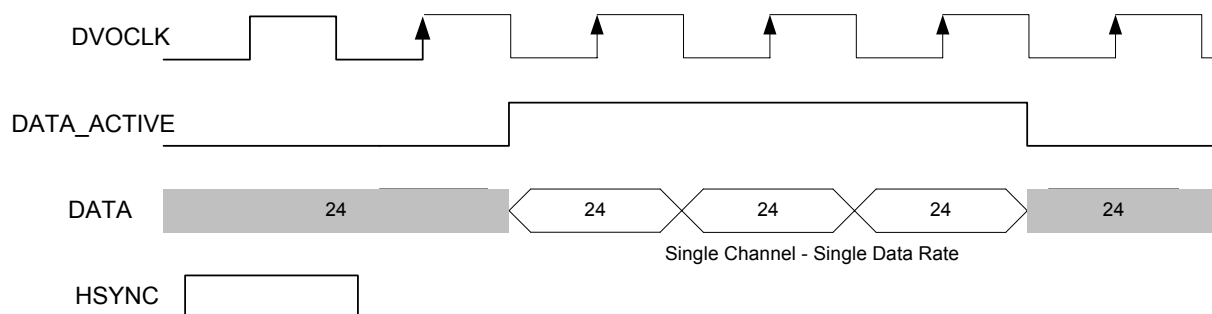 DVOCLK
DATA_ACTIVE
DATA 24 24 24 24 24
Single Channel - Single Data Rate
HSYNC